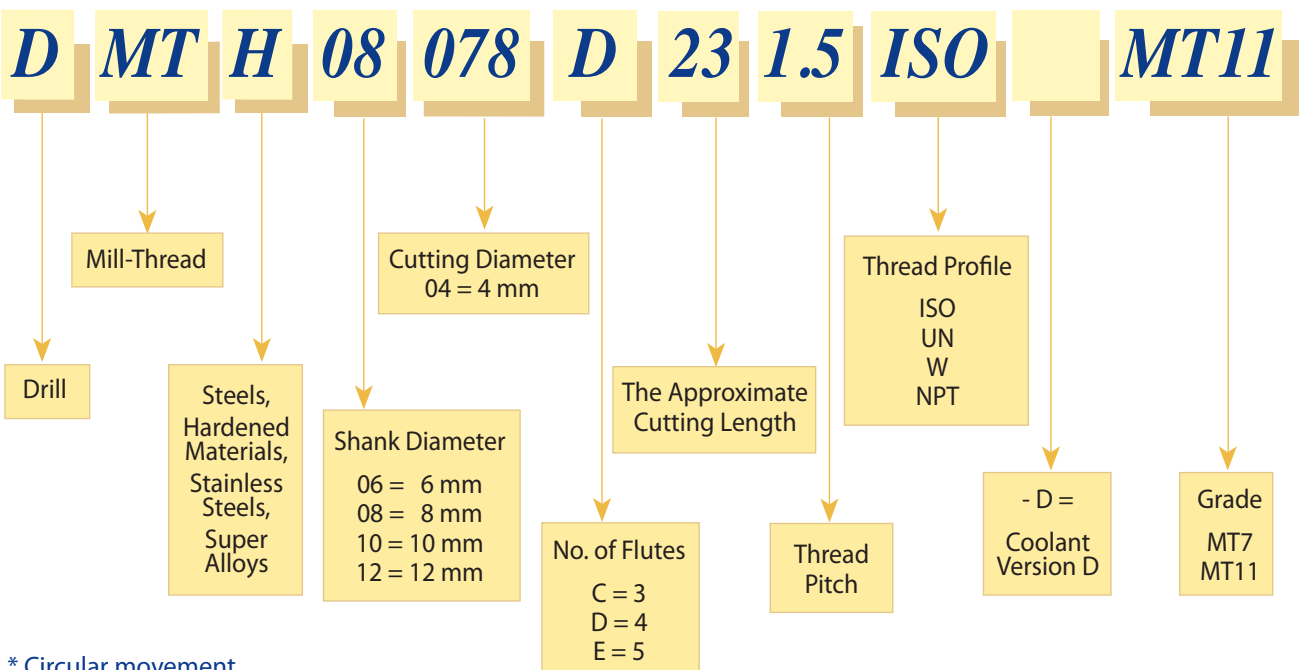 D MT H 08 078 D 23 1.5 ISO MT11
Drill
Mill-Thread
Steels,
Hardened
Materials,
Stainless
Steels,
Super
Alloys
Shank Diameter
06 = 6 mm
08 = 8 mm
10 = 10 mm
12 = 12 mm
Cutting Diameter
04 = 4 mm
No. of Flutes
C = 3
D = 4
E = 5
The Approximate
Cutting Length
Thread
Pitch
Thread Profile
ISO
UN
W
NPT
- D =
Coolant
Version D
Grade
MT7
MT11
* Circular movement